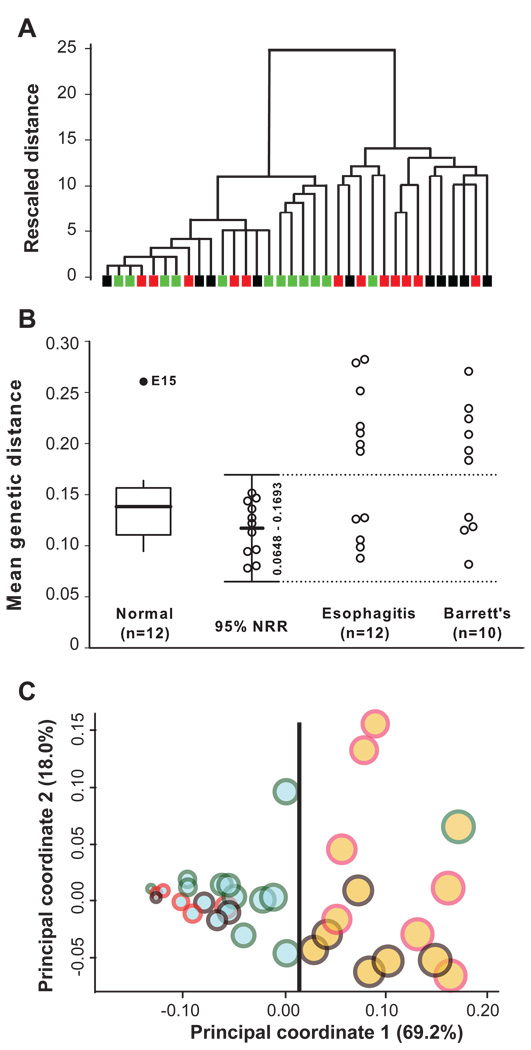 A
Rescaled distance
25
20
15
10
5
0
B
Mean genetic distance
0.30
0.25
0.20
0.15
0.10
0.05
0
E15
0.0648 - 0.1693
Normal
(n=12)
95% NRR
Esophagitis
(n=12)
Barrett's
(n=10)
C
Principal coordinate 2 (18.0%)
0.15
0.10
0.05
0.00
-0.05
-0.10 0.00 0.10 0.20
Principal coordinate 1 (69.2%)